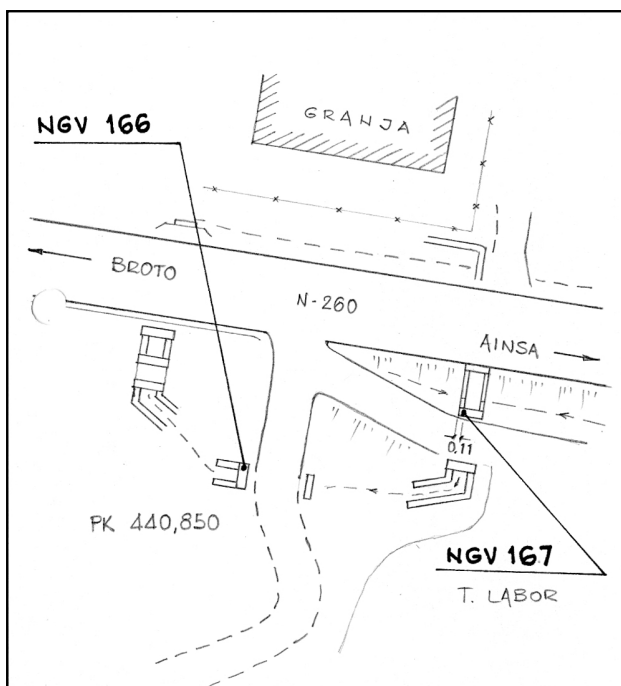 GRANJA
NGV 166
BROTO
N-260
AINSA
0,11
PK 440,850
NGV 167
T. LABOR